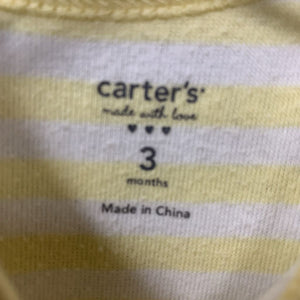 carter's
made with love
♥ ♥ ♥
3
months
Made in China